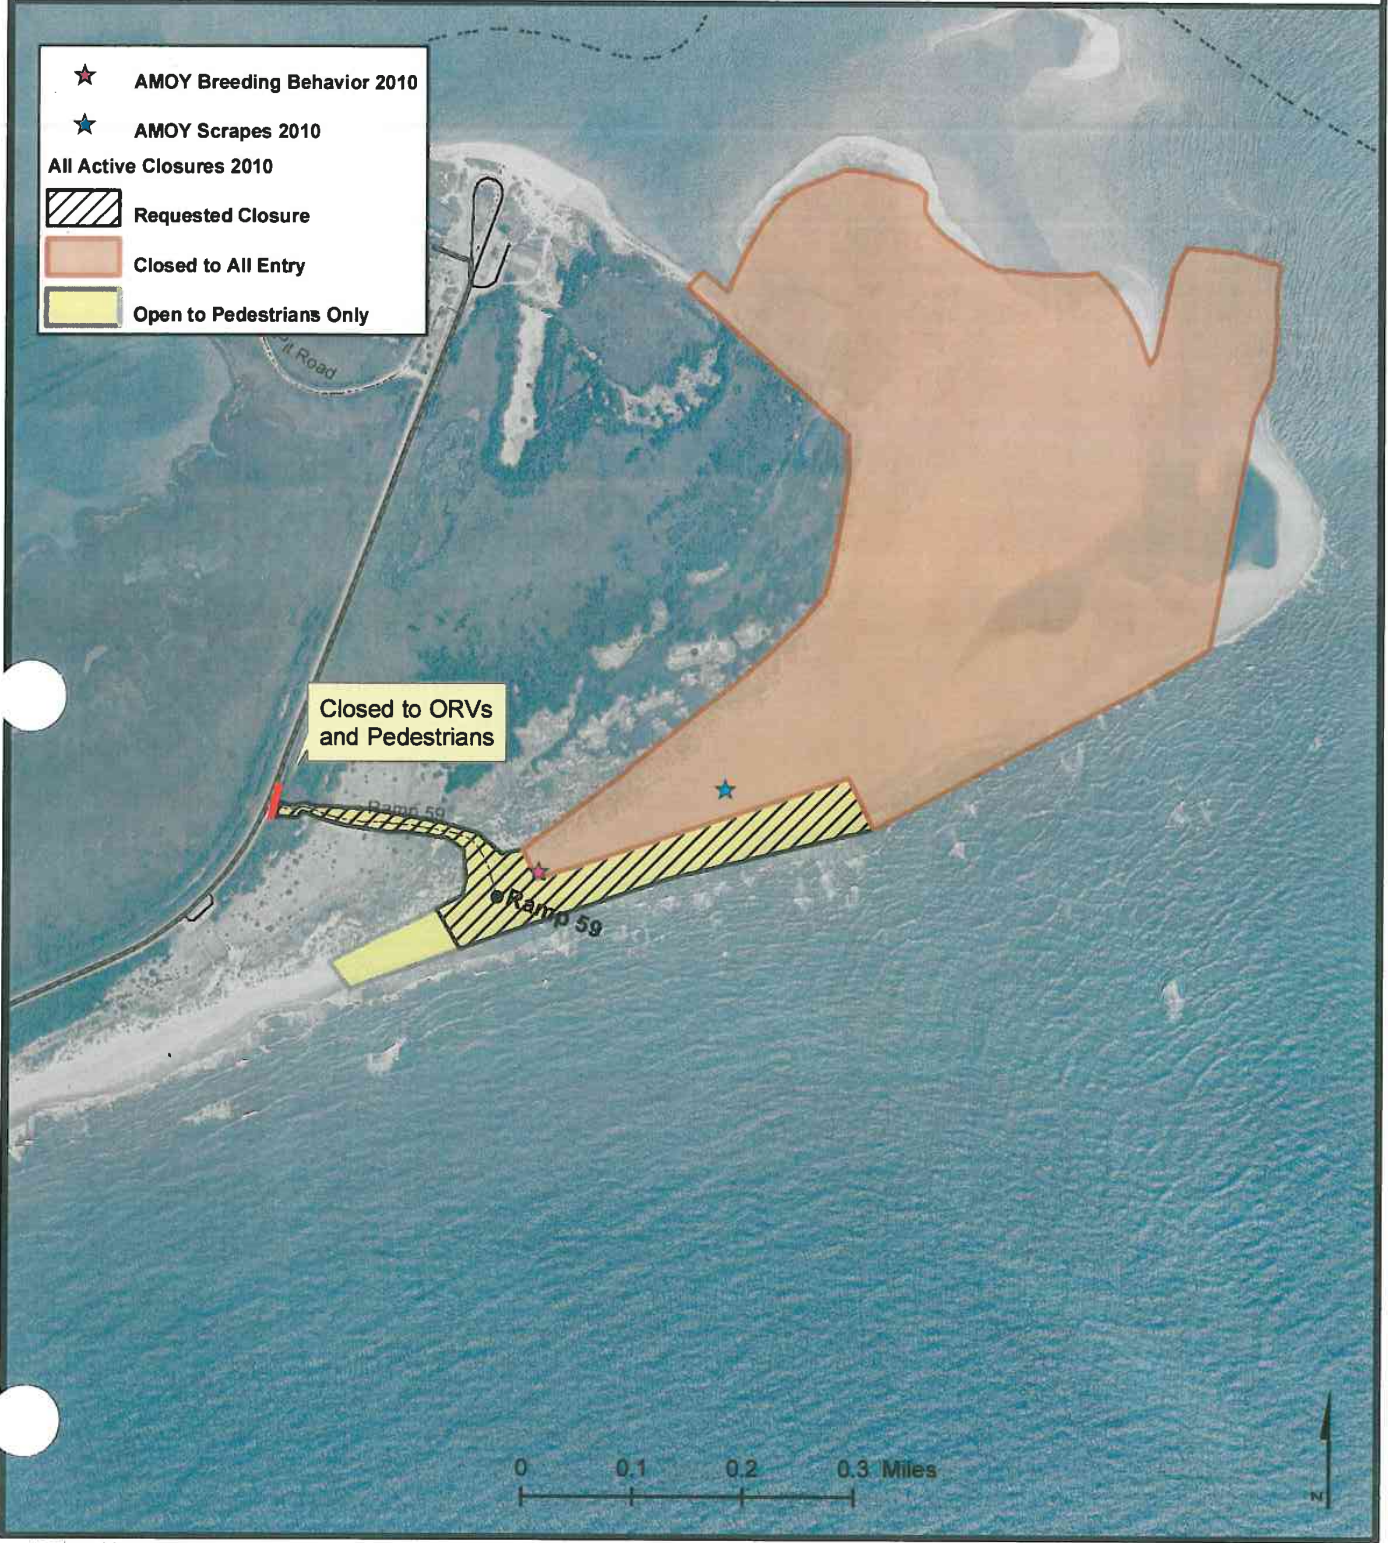 AMOY Breeding Behavior 2010
AMOY Scrapes 2010
All Active Closures 2010
Requested Closure
Closed to All Entry
Open to Pedestrians Only
Road
Closed to ORVs
and Pedestrians
Ramp 59
Ramp 59
0 0.1 0.2 0.3 Miles
N